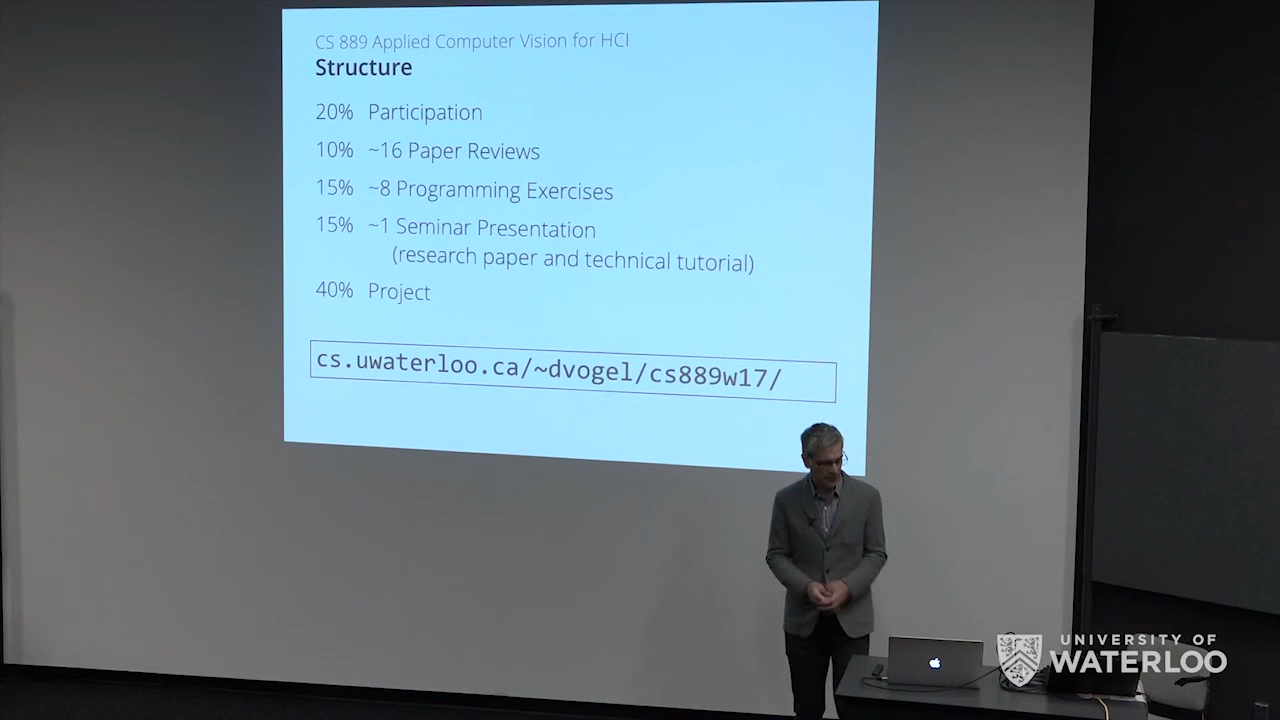 CS 889 Applied Computer Vision for HCI
Structure
20% Participation
10% ~16 Paper Reviews
15% ~8 Programming Exercises
15% ~1 Seminar Presentation
(research paper and technical tutorial)
40% Project
cs.uwaterloo.ca/~dvogel/cs889w17/
UNIVERSITY OF
WATERLOO